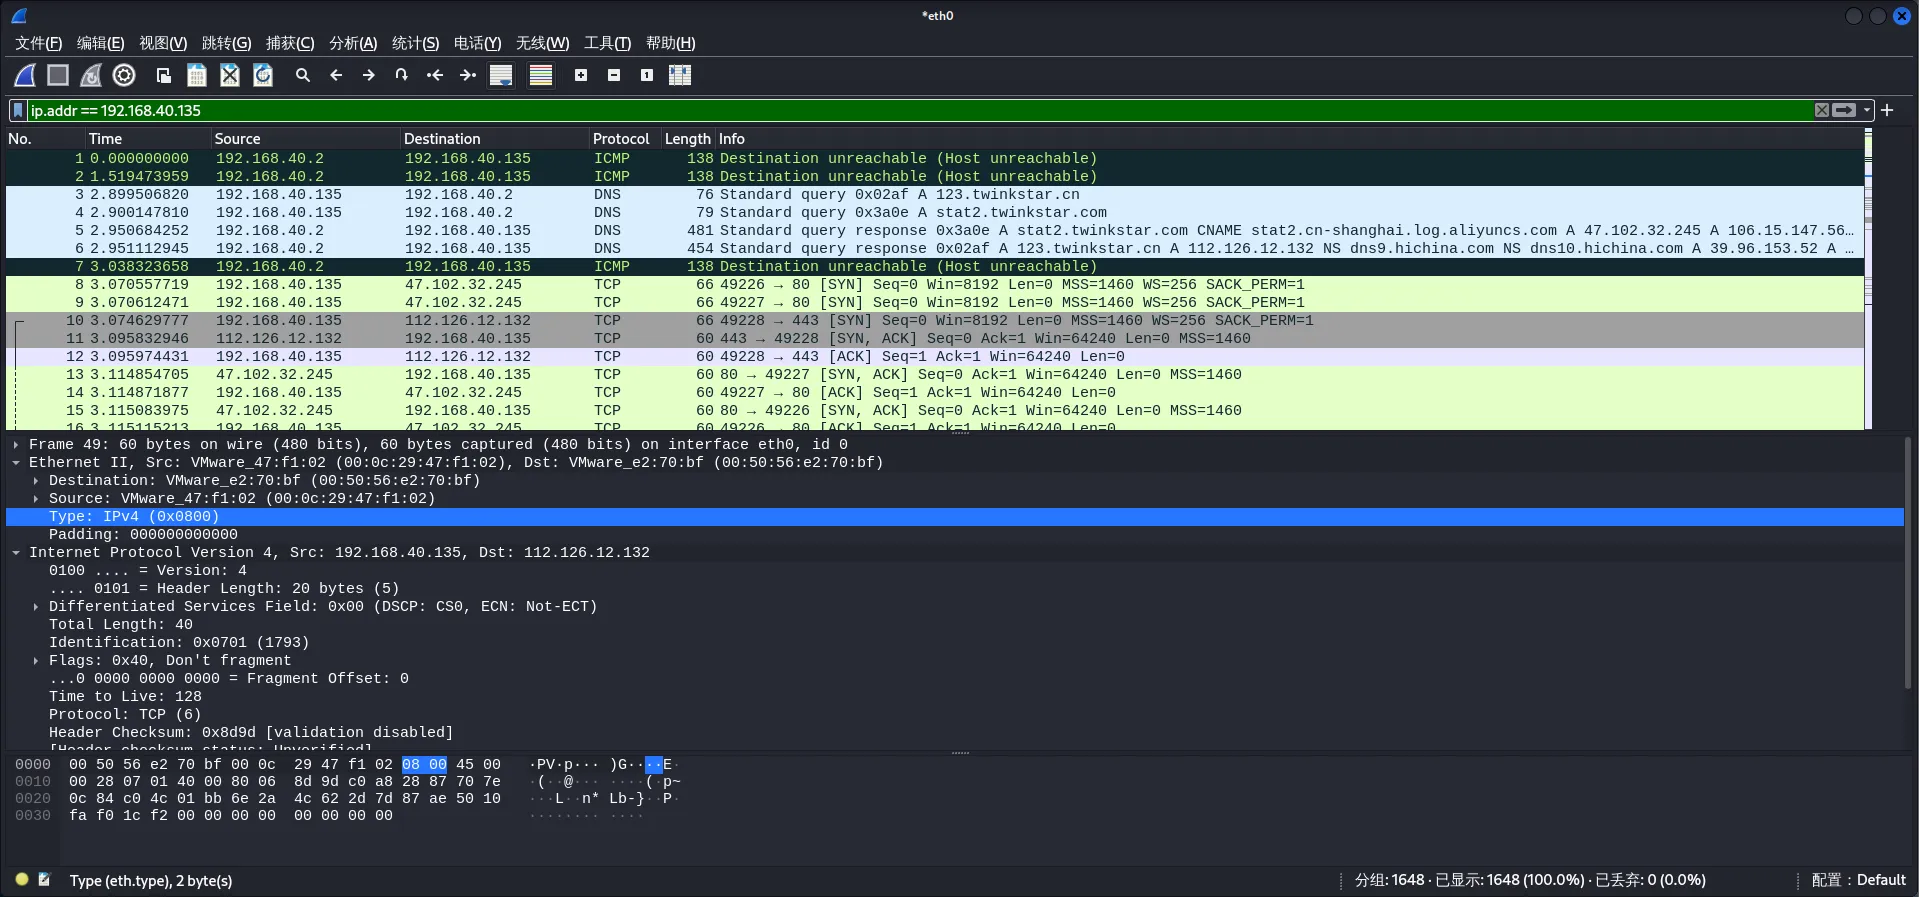 *eth0
文件(F) 编辑(E) 视图(V) 跳转(G) 捕获(C) 分析(A) 统计(S) 电话(Y) 无线(W) 工具(T) 帮助(H)
ip.addr == 192.168.40.135
No. Time Source Destination Protocol Length Info
1 0.000000000 192.168.40.2 192.168.40.135 ICMP 138 Destination unreachable (Host unreachable)
2 1.519473959 192.168.40.2 192.168.40.135 ICMP 138 Destination unreachable (Host unreachable)
3 2.899506820 192.168.40.135 192.168.40.2 DNS 76 Standard query 0x02af A 123.twinkstar.cn
4 2.900147810 192.168.40.135 192.168.40.2 DNS 79 Standard query 0x3a0e A stat2.twinkstar.com
5 2.950684252 192.168.40.2 192.168.40.135 DNS 481 Standard query response 0x3a0e A stat2.twinkstar.com CNAME stat2.cn-shanghai.log.aliyuncs.com A 47.102.32.245 A 106.15.147.56…
6 2.951112945 192.168.40.2 192.168.40.135 DNS 454 Standard query response 0x02af A 123.twinkstar.cn A 112.126.12.132 NS dns9.hichina.com NS dns10.hichina.com A 39.96.153.52 A …
7 3.038323658 192.168.40.2 192.168.40.135 ICMP 138 Destination unreachable (Host unreachable)
8 3.070557719 192.168.40.135 47.102.32.245 TCP 66 49226 → 80 [SYN] Seq=0 Win=8192 Len=0 MSS=1460 WS=256 SACK_PERM=1
9 3.070612471 192.168.40.135 47.102.32.245 TCP 66 49227 → 80 [SYN] Seq=0 Win=8192 Len=0 MSS=1460 WS=256 SACK_PERM=1
10 3.074629777 192.168.40.135 112.126.12.132 TCP 66 49228 → 443 [SYN] Seq=0 Win=8192 Len=0 MSS=1460 WS=256 SACK_PERM=1
11 3.095832946 112.126.12.132 192.168.40.135 TCP 60 443 → 49228 [SYN, ACK] Seq=0 Ack=1 Win=64240 Len=0 MSS=1460
12 3.095974431 192.168.40.135 112.126.12.132 TCP 60 49228 → 443 [ACK] Seq=1 Ack=1 Win=64240 Len=0
13 3.114854705 47.102.32.245 192.168.40.135 TCP 60 80 → 49227 [SYN, ACK] Seq=0 Ack=1 Win=64240 Len=0 MSS=1460
14 3.114871877 192.168.40.135 47.102.32.245 TCP 60 49227 → 80 [ACK] Seq=1 Ack=1 Win=64240 Len=0
15 3.115083975 47.102.32.245 192.168.40.135 TCP 60 80 → 49226 [SYN, ACK] Seq=0 Ack=1 Win=64240 Len=0 MSS=1460
16 3.115115213 192.168.40.135 47.102.32.245 TCP 60 49226 → 80 [ACK] Seq=1 Ack=1 Win=64240 Len=0
Frame 49: 60 bytes on wire (480 bits), 60 bytes captured (480 bits) on interface eth0, id 0
Ethernet II, Src: VMware_47:f1:02 (00:0c:29:47:f1:02), Dst: VMware_e2:70:bf (00:50:56:e2:70:bf)
Destination: VMware_e2:70:bf (00:50:56:e2:70:bf)
Source: VMware_47:f1:02 (00:0c:29:47:f1:02)
Type: IPv4 (0x0800)
Padding: 000000000000
Internet Protocol Version 4, Src: 192.168.40.135, Dst: 112.126.12.132
0100 .... = Version: 4
.... 0101 = Header Length: 20 bytes (5)
Differentiated Services Field: 0x00 (DSCP: CS0, ECN: Not-ECT)
Total Length: 40
Identification: 0x0701 (1793)
Flags: 0x40, Don't fragment
...0 0000 0000 0000 = Fragment Offset: 0
Time to Live: 128
Protocol: TCP (6)
Header Checksum: 0x8d9d [validation disabled]
[Header checksum status: Unverified]
0000 00 50 56 e2 70 bf 00 0c 29 47 f1 02 08 00 45 00 ·PV·p··· )G····E·
0010 00 28 07 01 40 00 80 06 8d 9d c0 a8 28 87 70 7e ·(··@··· ····(·p~
0020 0c 84 c0 4c 01 bb 6e 2a 4c 62 2d 7d 87 ae 50 10 ···L··n* Lb-}··P·
0030 fa f0 1c f2 00 00 00 00 00 00 00 00 ········ ····
Type (eth.type), 2 byte(s) 分组: 1648 · 已显示: 1648 (100.0%) · 已丢弃: 0 (0.0%) 配置：Default